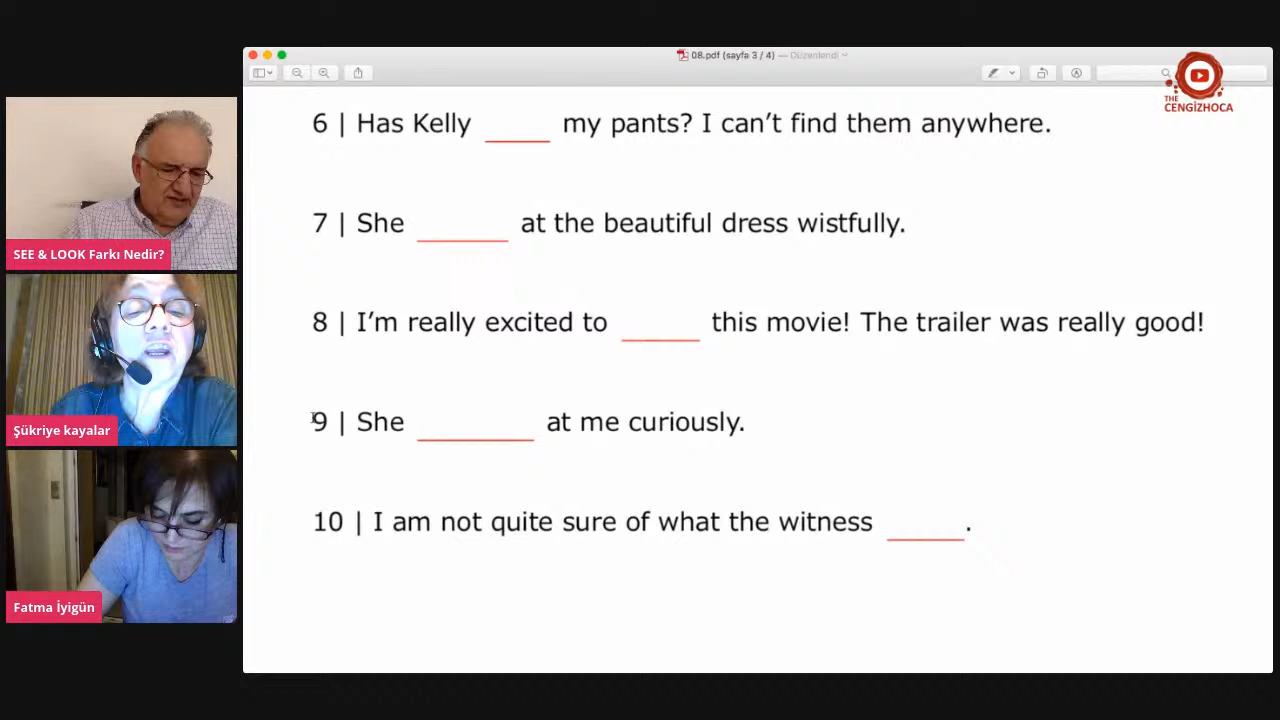 08.pdf (sayfa 3 / 4) — Düzenlendi
THE
CENGİZHOCA
6 | Has Kelly _____ my pants? I can’t find them anywhere.
7 | She _______ at the beautiful dress wistfully.
8 | I’m really excited to ______ this movie! The trailer was really good!
9 | She _________ at me curiously.
10 | I am not quite sure of what the witness ______.
SEE & LOOK Farkı Nedir?
Şükriye kayalar
Fatma İyigün